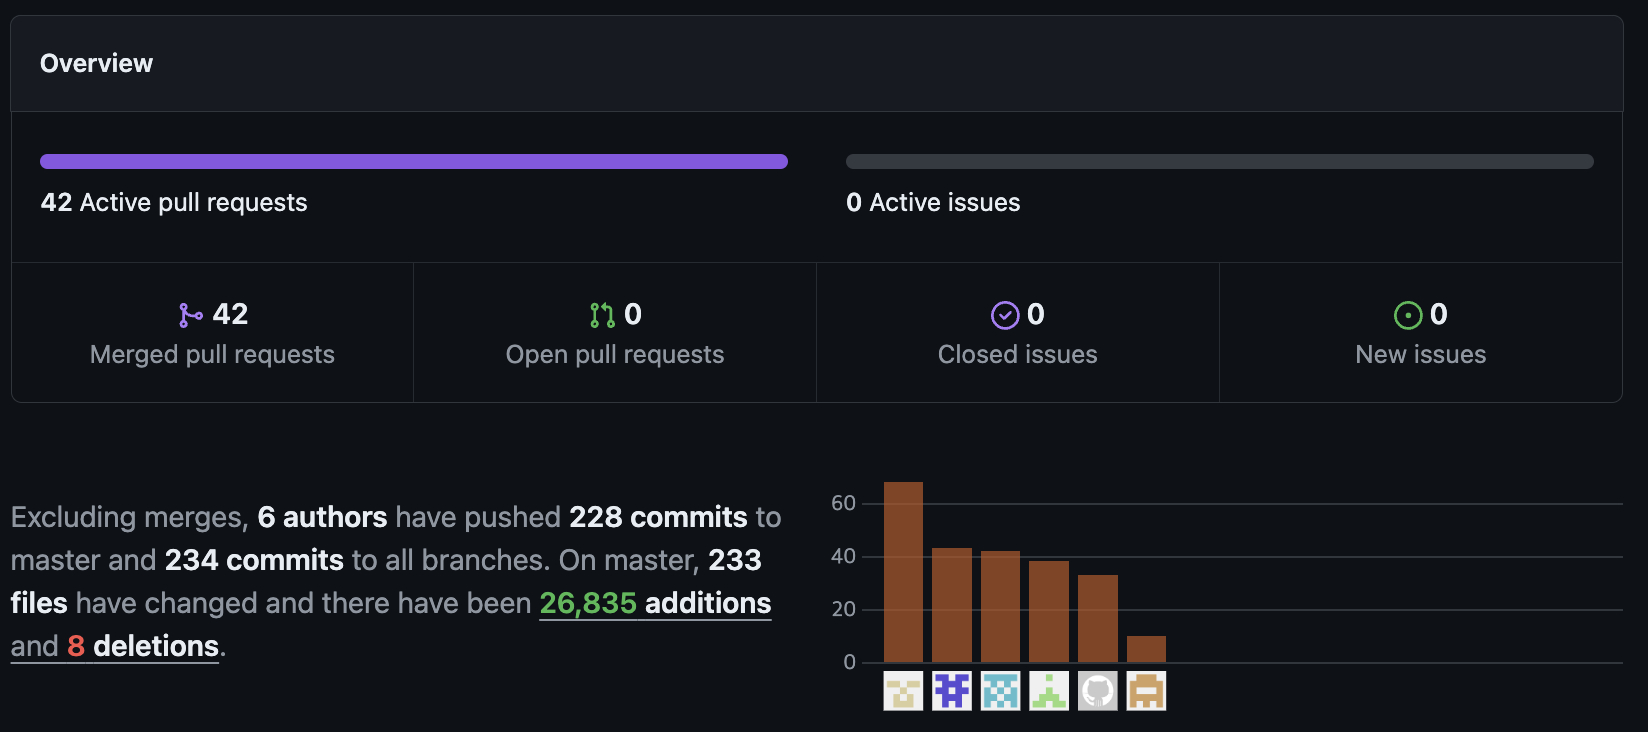 Overview
42 Active pull requests
0 Active issues
42
Merged pull requests
0
Open pull requests
0
Closed issues
0
New issues
Excluding merges, 6 authors have pushed 228 commits to
master and 234 commits to all branches. On master, 233
files have changed and there have been 26,835 additions
and 8 deletions.
60
40
20
0